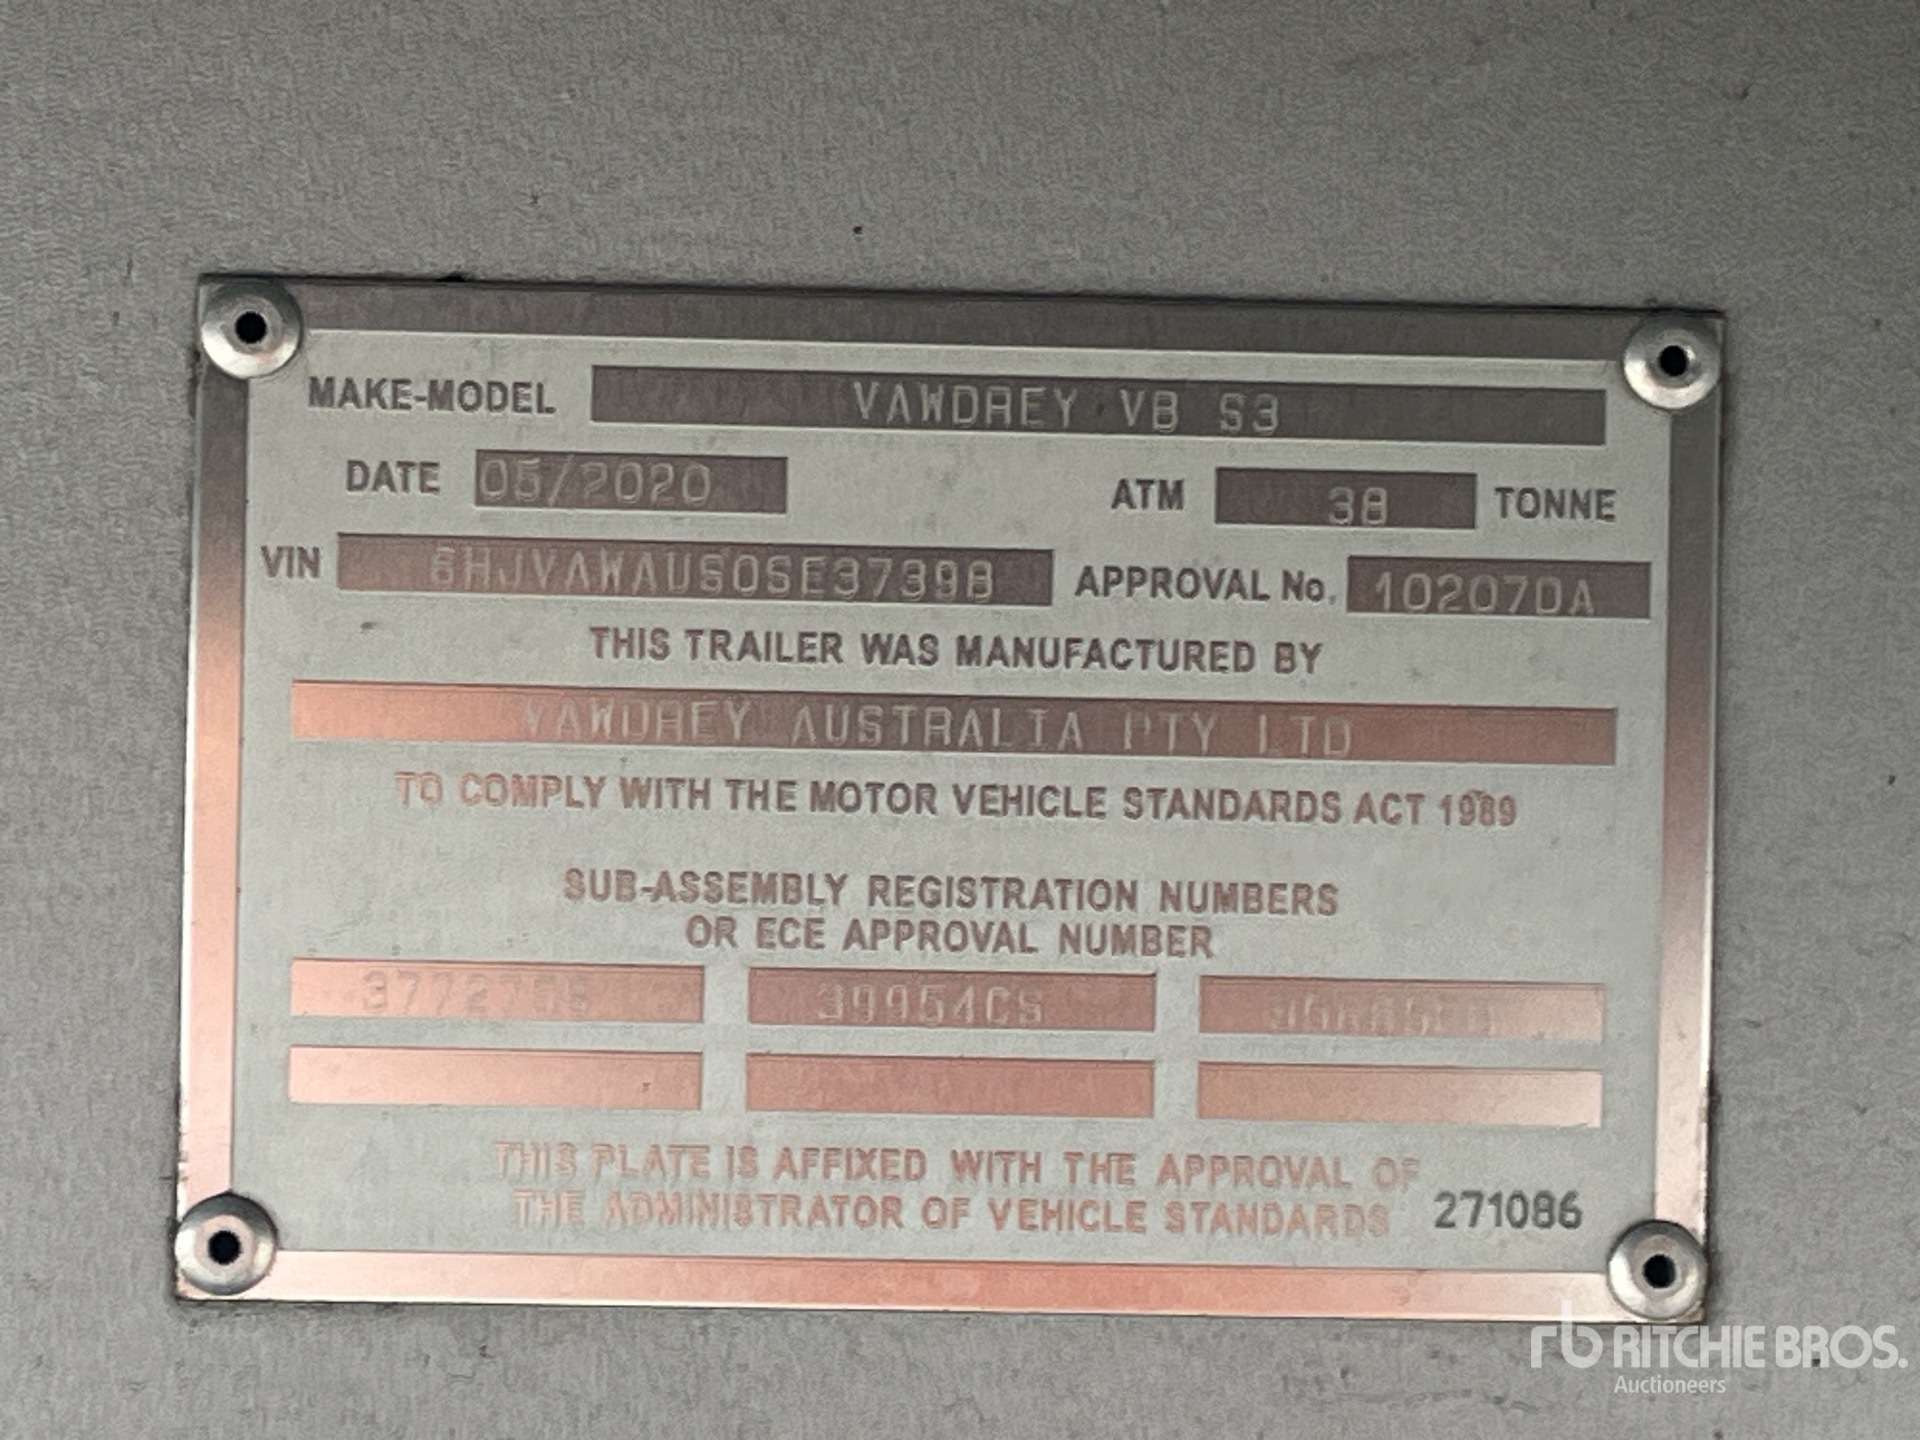 MAKE-MODEL VAWDREY VB S3
DATE 05/2020 ATM 38 TONNE
VIN 6HJVAWAUSOSE37398 APPROVAL No. 102070A
THIS TRAILER WAS MANUFACTURED BY
VAWDREY AUSTRALIA PTY LTD
TO COMPLY WITH THE MOTOR VEHICLE STANDARDS ACT 1989
SUB-ASSEMBLY REGISTRATION NUMBERS
OR ECE APPROVAL NUMBER
39954CS
THIS PLATE IS AFFIXED WITH THE APPROVAL OF
THE ADMINISTRATOR OF VEHICLE STANDARDS 271086
rb RITCHIE BROS.
Auctioneers